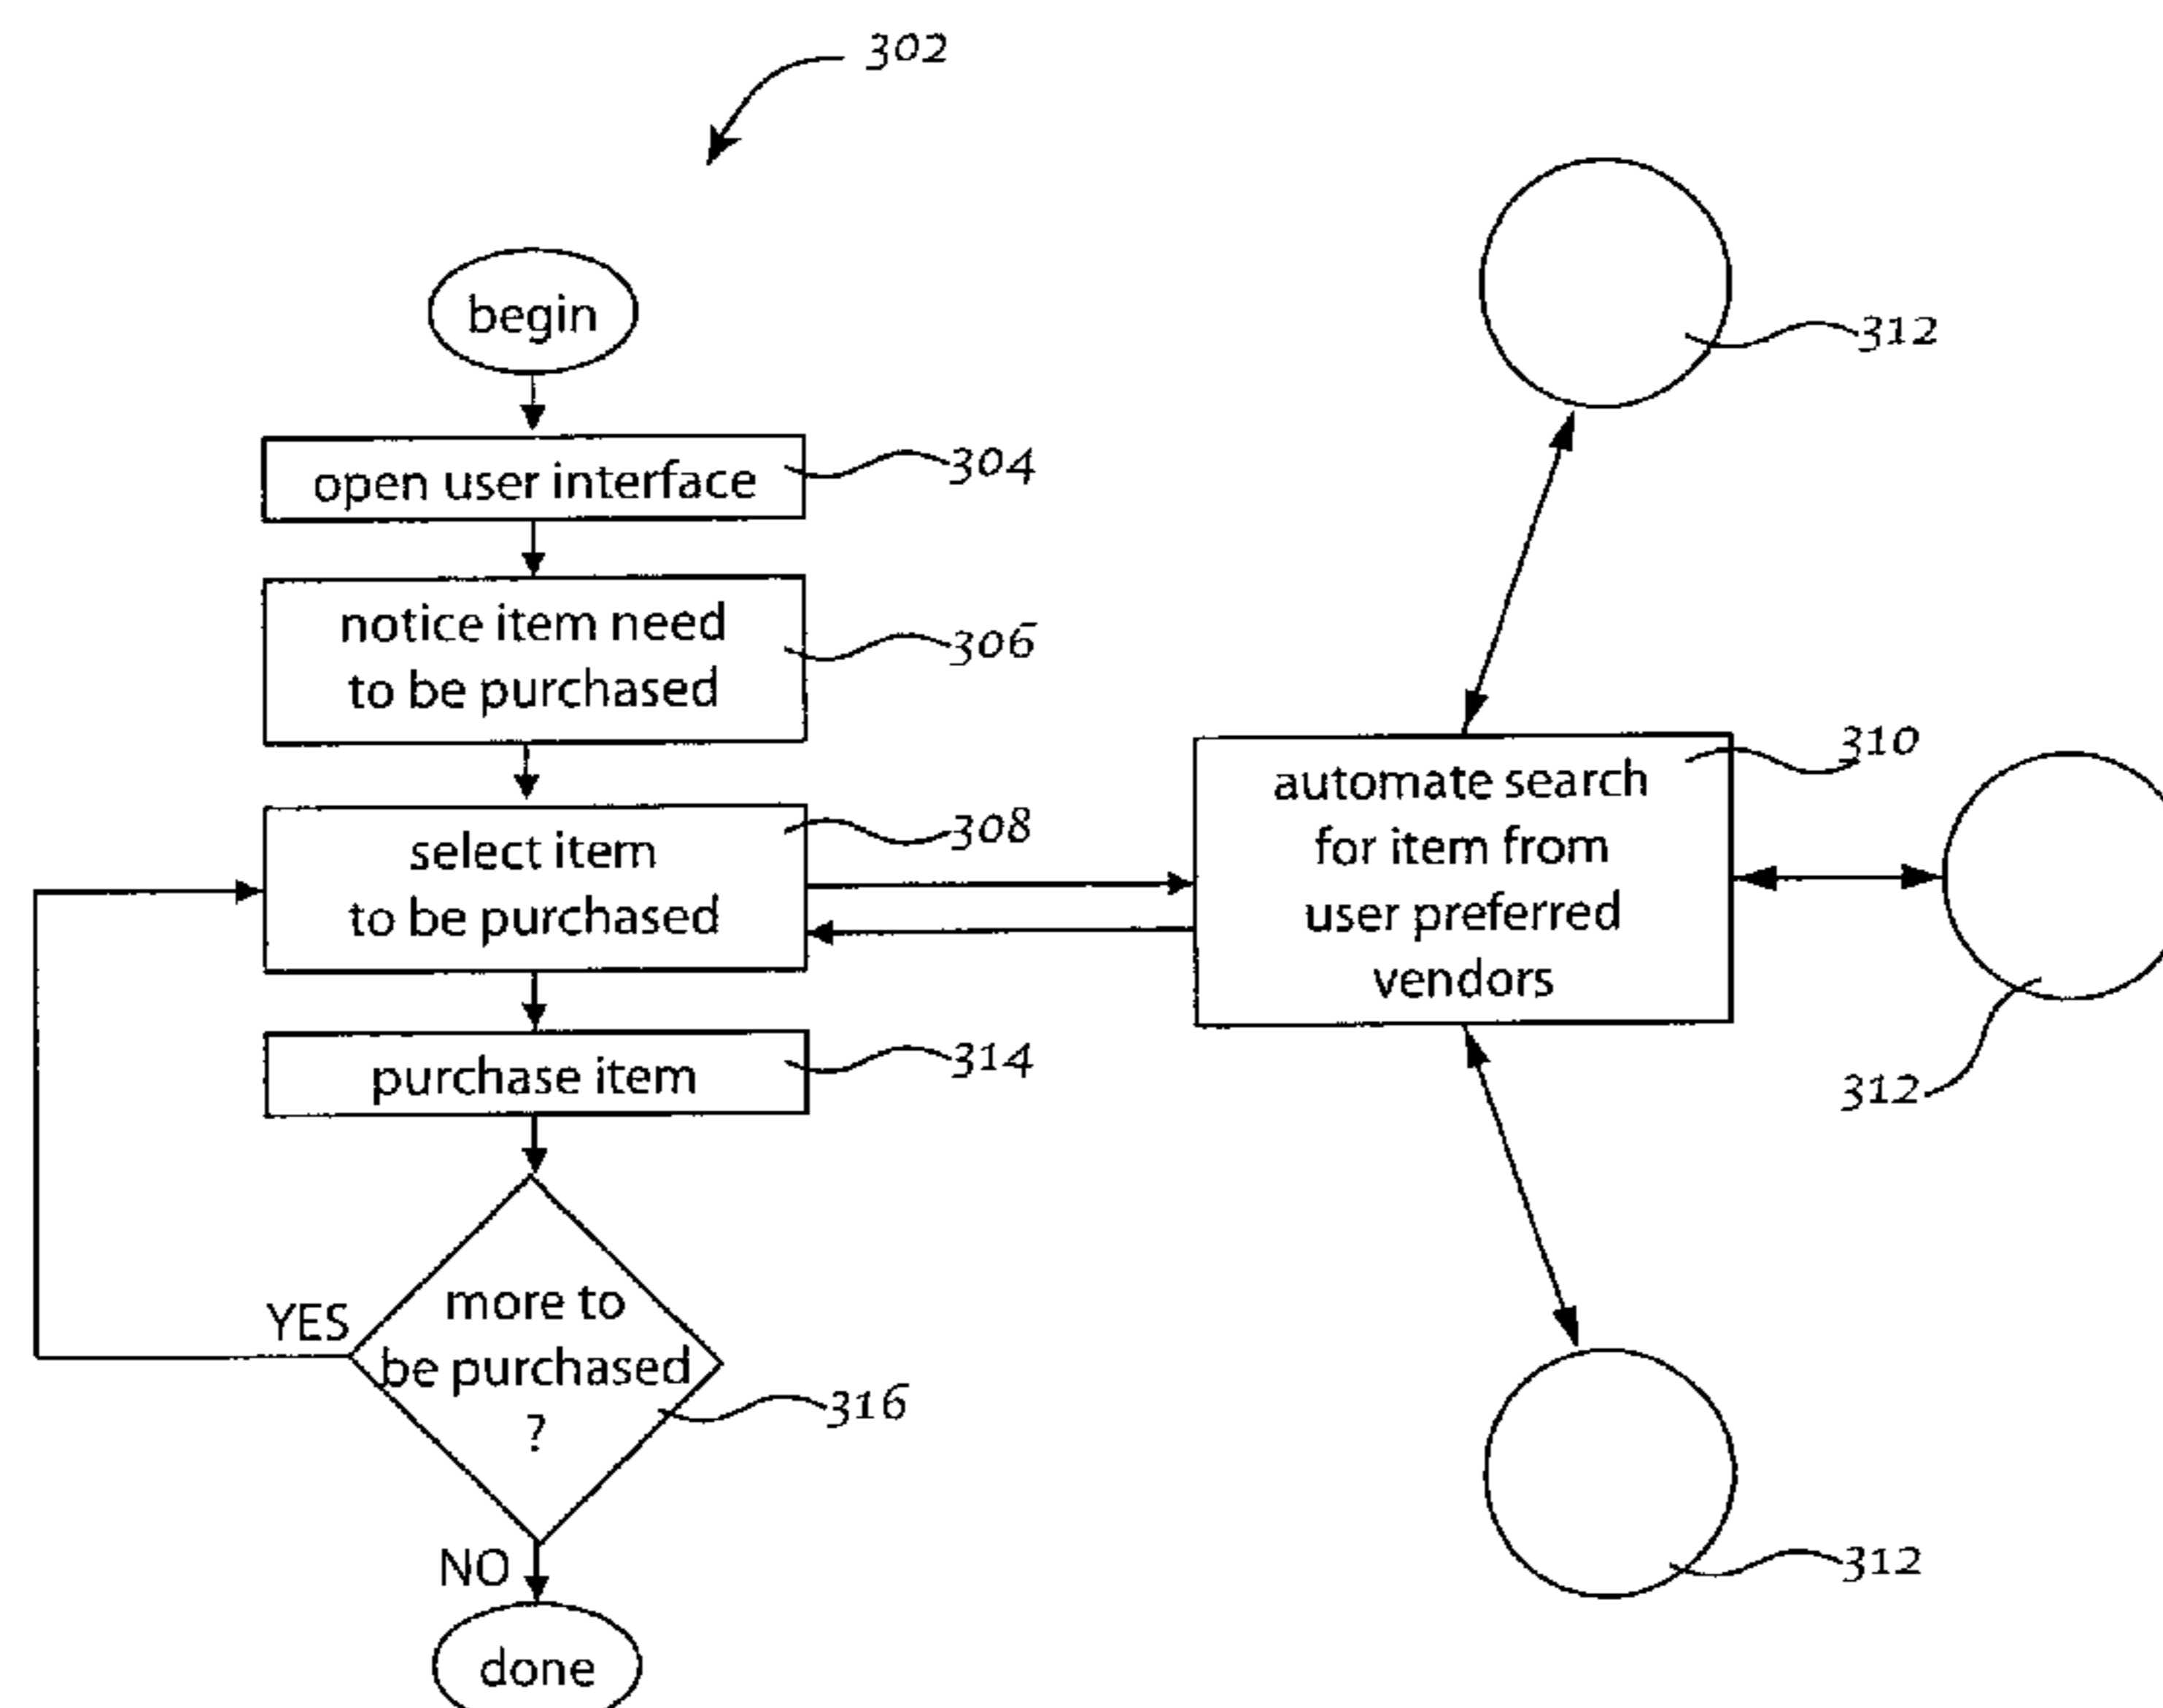 302
begin
312
open user interface
304
notice item need
to be purchased
306
select item
to be purchased
308
automate search
for item from
user preferred
vendors
310
312
purchase item
314
more to
be purchased
?
YES
316
NO
312
done